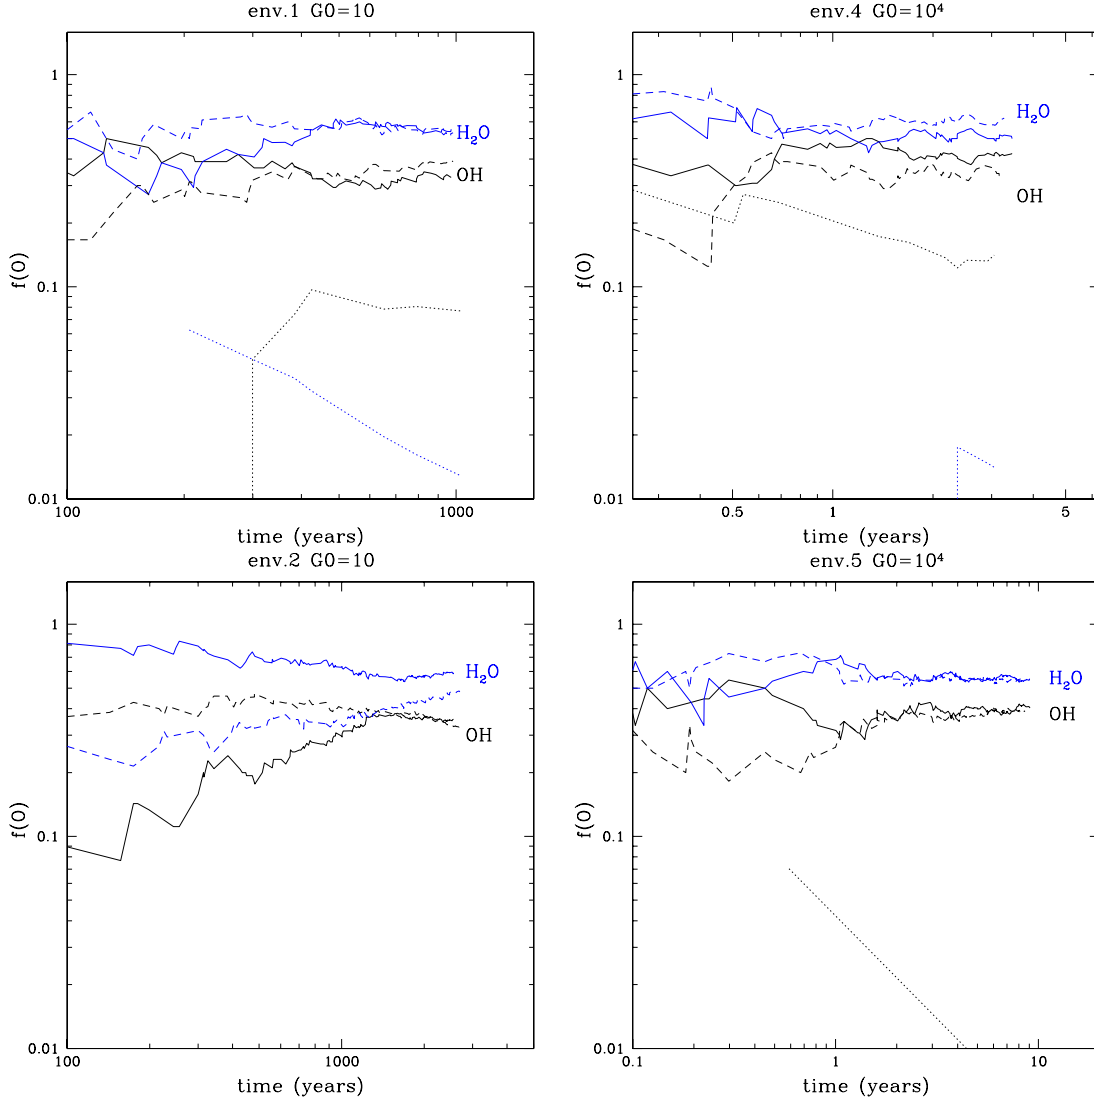 env.1 G0=10
1
0.1
0.01
f(O)
H₂O
OH
100
1000
time (years)
env.4 G0=10⁴
1
0.1
0.01
f(O)
H₂O
OH
0.5
1
5
time (years)
env.2 G0=10
1
0.1
0.01
f(O)
H₂O
OH
100
1000
time (years)
env.5 G0=10⁴
1
0.1
0.01
f(O)
H₂O
OH
0.1
1
10
time (years)